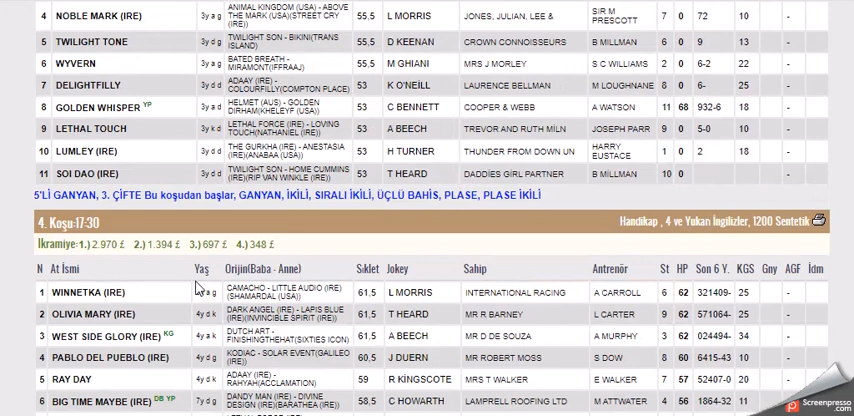 4 NOBLE MARK (IRE) 3y a g ANIMAL KINGDOM (USA) - ABOVE THE MARK (USA)(STREET CRY (IRE)) 55,5 L MORRIS JONES, JULIAN, LEE & SIR M PRESCOTT 7 0 72 10 -
5 TWILIGHT TONE 3y a d TWILIGHT SON - BIKINI(TRANS ISLAND) 55,5 D KEENAN CROWN CONNOISSEURS B MILLMAN 6 0 9 13 -
6 WYVERN 3y a g BATED BREATH - MIRAMONT(IFFRAAJ) 55,5 M GHIANI MRS J MORLEY S C WILLIAMS 2 0 6-2 22 -
7 DELIGHTFILLY 3y d d ADAAY (IRE) - COLOURFILLY(COMPTON PLACE) 53 K O'NEİLL LAURENCE BELLMAN M LOUGHNANE 8 0 6- 25 -
8 GOLDEN WHISPER YP 3y a d HELMET (AUS) - GOLDEN DIRHAM(KHELEYF (USA)) 53 C BENNETT COOPER & WEBB A WATSON 11 68 932-6 18 -
9 LETHAL TOUCH 3y k d LETHAL FORCE (IRE) - LOVING TOUCH(NATHANIEL (IRE)) 53 A BEECH TREVOR AND RUTH MILN JOSEPH PARR 9 0 5-0 10 -
10 LUMLEY (IRE) 3y d d THE GURKHA (IRE) - ANESTASIA (IRE)(ANABAA (USA)) 53 H TURNER THUNDER FROM DOWN UN HARRY EUSTACE 1 0 2 18 -
11 SOI DAO (IRE) 3y d d TWILIGHT SON - HOME CUMMINS (IRE)(RIP VAN WINKLE (IRE)) 53 T HEARD DADDIES GIRL PARTNER B MILLMAN 10 0 -
5'Lİ GANYAN, 3. ÇİFTE Bu koşudan başlar, GANYAN, İKİLİ, SIRALI İKİLİ, ÜÇLÜ BAHİS, PLASE, PLASE İKİLİ
4. Koşu:17:30 Handikap , 4 ve Yukarı İngilizler, 1200 Sentetik
İkramiye:1.) 2.970 £ 2.) 1.394 £ 3.) 697 £ 4.) 348 £
N At İsmi Yaş Orijin(Baba - Anne) Sıklet Jokey Sahip Antrenör St HP Son 6 Y. KGS Gny AGF İdm
1 WINNETKA (IRE) a g CAMACHO - LITTLE AUDIO (IRE)(SHAMARDAL (USA)) 61,5 L MORRIS INTERNATIONAL RACING A CARROLL 6 62 321409- 25 -
2 OLIVIA MARY (IRE) 4y d k DARK ANGEL (IRE) - LAPIS BLUE (IRE)(INVINCIBLE SPIRIT (IRE)) 61,5 T HEARD MR R BARNEY L CARTER 9 62 571064- 25 -
3 WEST SIDE GLORY (IRE) KG 4y a k DUTCH ART - FINISHINGTHEHAT(SIXTIES ICON) 61,5 A BEECH MR D DE SOUZA A MURPHY 3 62 024494- 34 -
4 PABLO DEL PUEBLO (IRE) 4y d g KODIAC - SOLAR EVENT(GALILEO (IRE)) 60,5 J DUERN MR ROBERT MOSS S DOW 8 60 6415-43 10 -
5 RAY DAY 4y d k ADAAY (IRE) - RAHYAH(ACCLAMATION) 59 R KİNGSCOTE MRS T WALKER E WALKER 7 57 52407-0 20 -
6 BIG TIME MAYBE (IRE) DB YP 7y d g DANDY MAN (IRE) - DIVINE DESIGN (IRE)(BARATHEA (IRE)) 58,5 C HOWARTH LAMPRELL ROOFING LTD M ATTWATER 4 56 1864-32 11 -
Screenpresso
.com